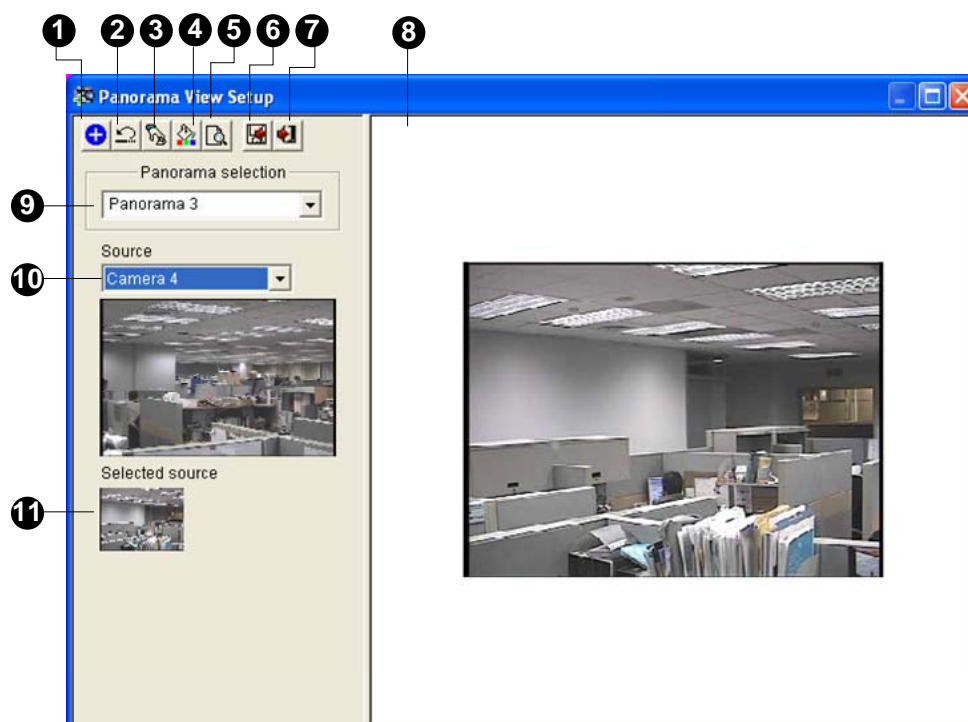 1 2 3 4 5 6 7 8
Panorama View Setup
Panorama selection
9
Panorama 3
Source
10
Camera 4
Selected source
11